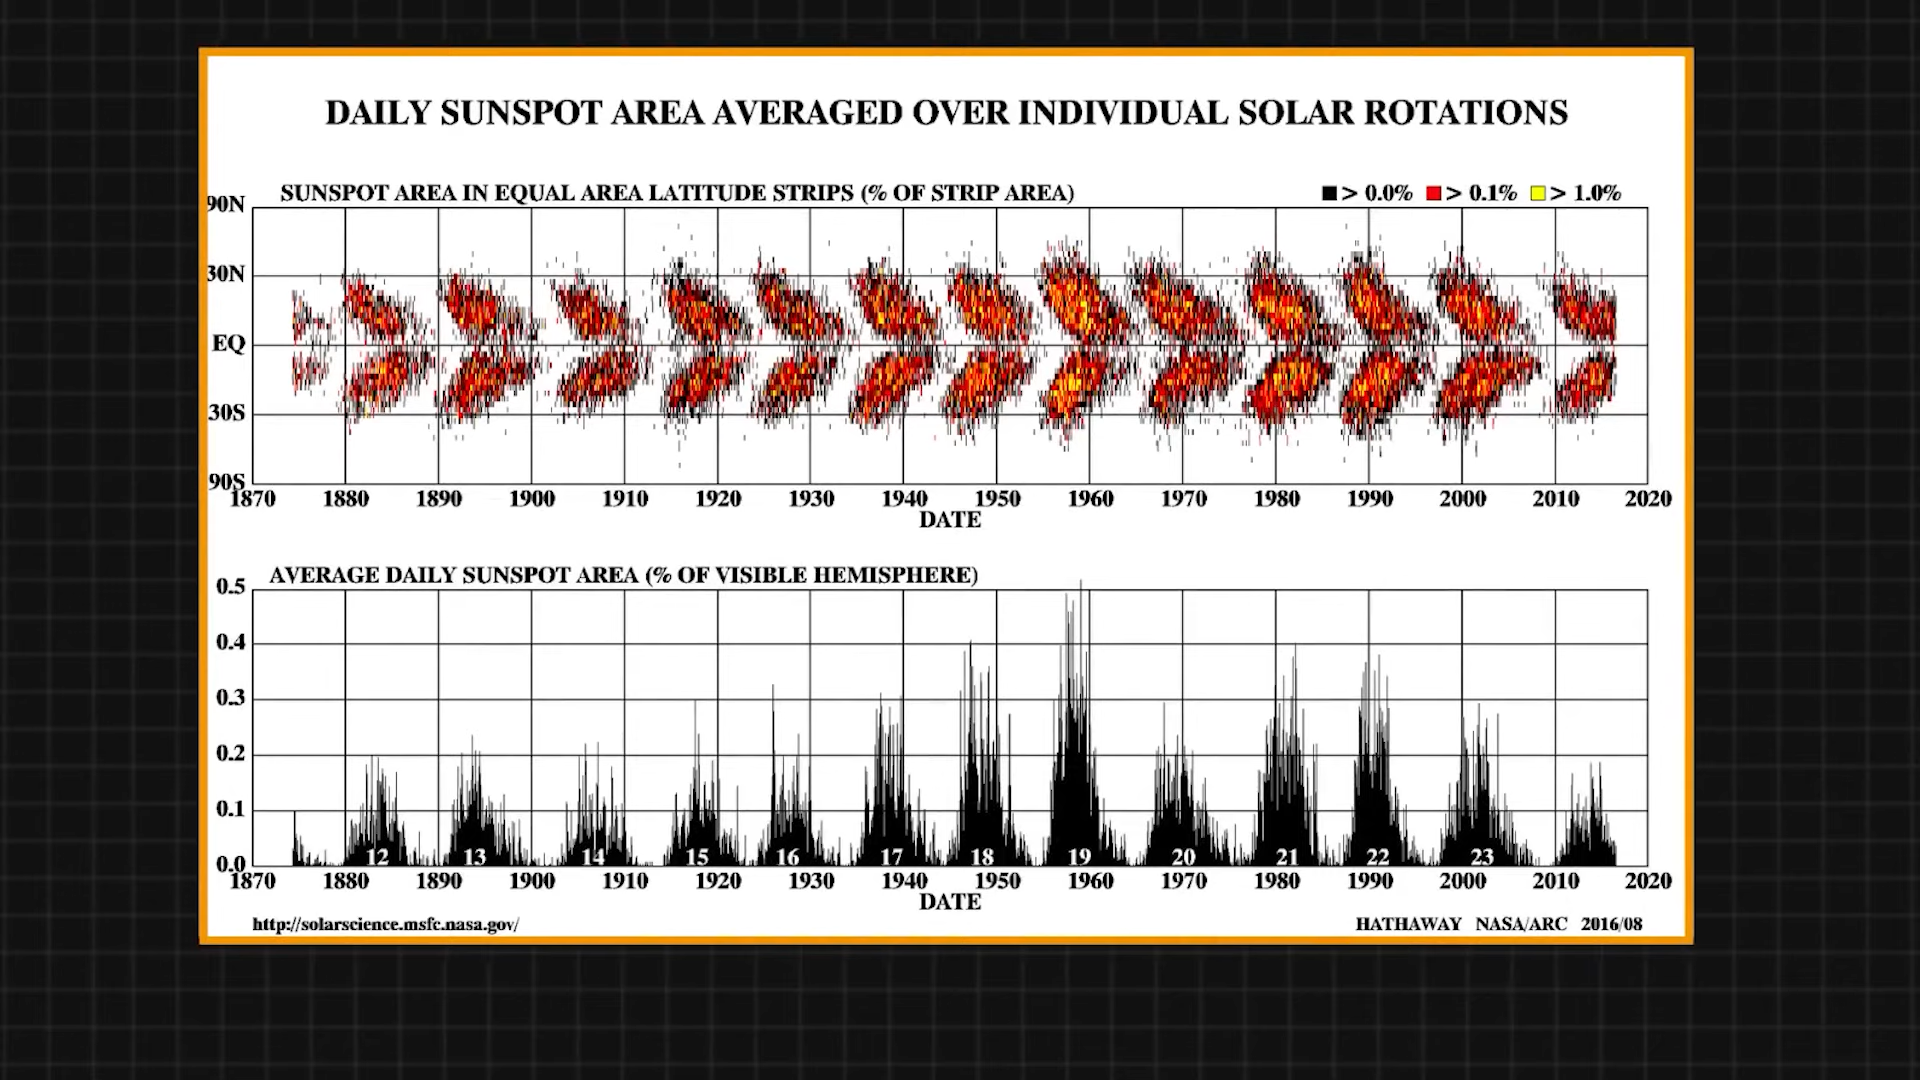 DAILY SUNSPOT AREA AVERAGED OVER INDIVIDUAL SOLAR ROTATIONS
SUNSPOT AREA IN EQUAL AREA LATITUDE STRIPS (% OF STRIP AREA) > 0.0% > 0.1% > 1.0%
90N
30N
EQ
30S
90S
1870 1880 1890 1900 1910 1920 1930 1940 1950 1960 1970 1980 1990 2000 2010 2020
DATE
AVERAGE DAILY SUNSPOT AREA (% OF VISIBLE HEMISPHERE)
0.5
0.4
0.3
0.2
0.1
0.0
12 13 14 15 16 17 18 19 20 21 22 23
1870 1880 1890 1900 1910 1920 1930 1940 1950 1960 1970 1980 1990 2000 2010 2020
DATE
http://solarscience.msfc.nasa.gov/ HATHAWAY NASA/ARC 2016/08